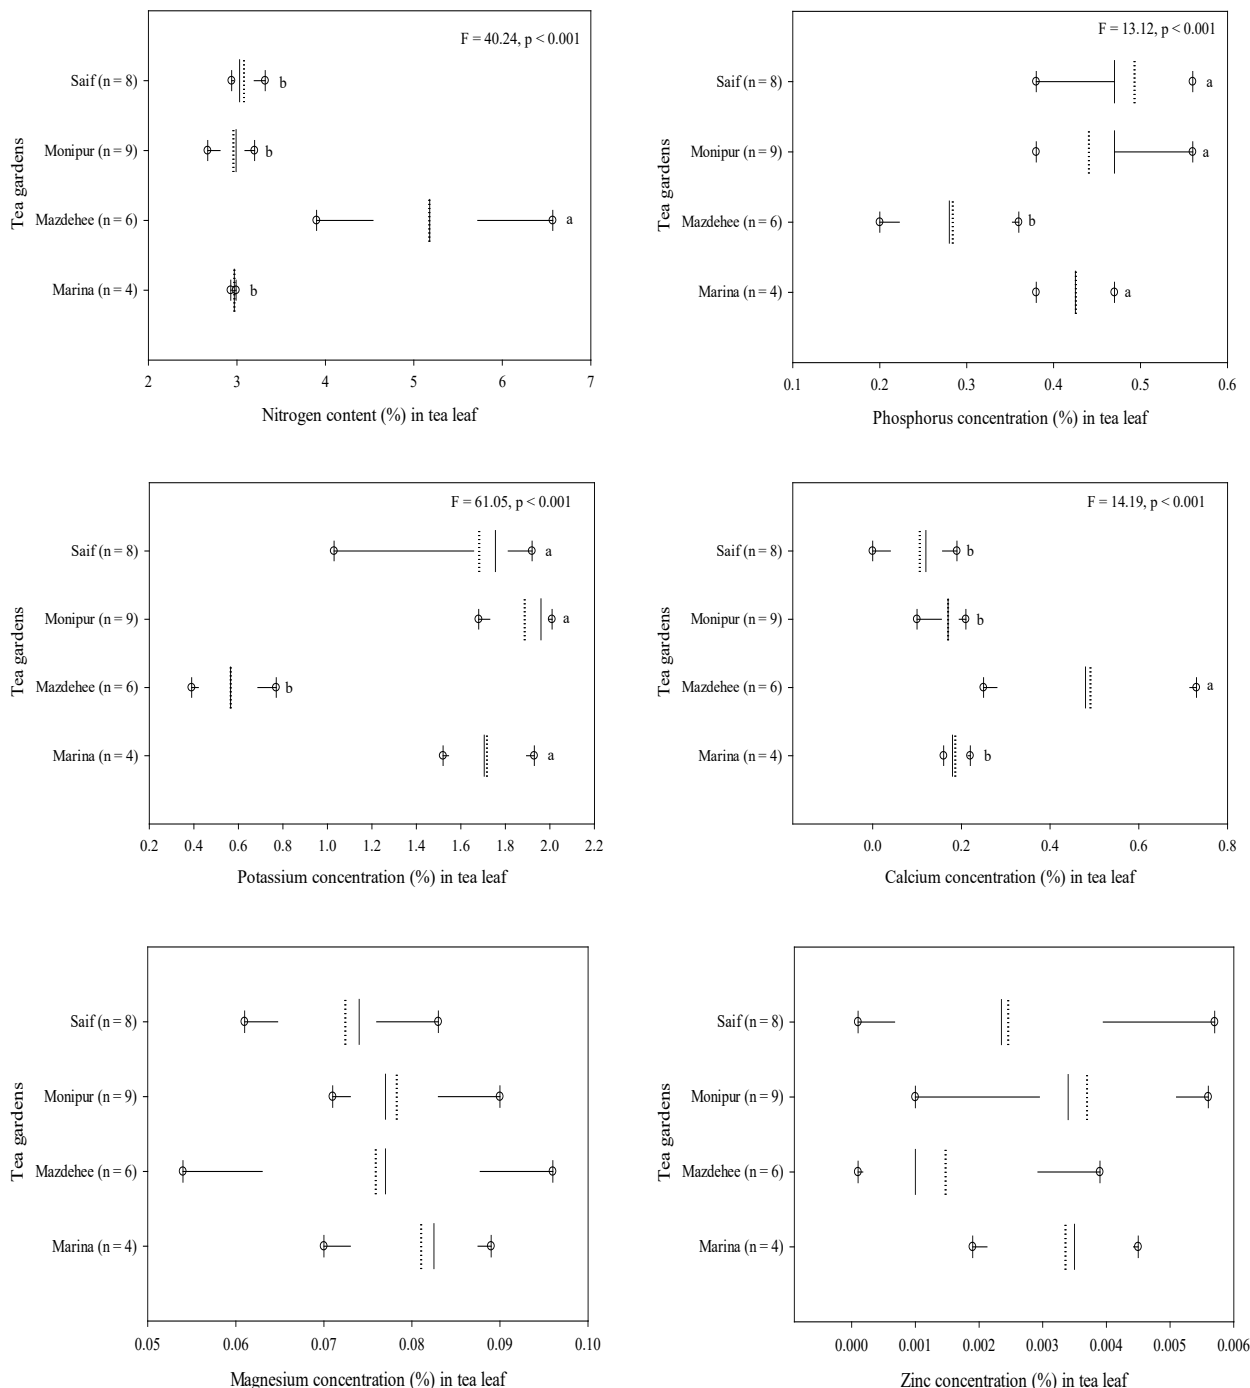 F = 40.24, p < 0.001
Saif (n = 8)
b
Monipur (n = 9)
b
Mazdehee (n = 6)
a
Marina (n = 4)
b
Tea gardens
2 3 4 5 6 7
Nitrogen content (%) in tea leaf
F = 13.12, p < 0.001
Saif (n = 8)
a
Monipur (n = 9)
a
Mazdehee (n = 6)
b
Marina (n = 4)
a
Tea gardens
0.1 0.2 0.3 0.4 0.5 0.6
Phosphorus concentration (%) in tea leaf
F = 61.05, p < 0.001
Saif (n = 8)
a
Monipur (n = 9)
a
Mazdehee (n = 6)
b
Marina (n = 4)
a
Tea gardens
0.2 0.4 0.6 0.8 1.0 1.2 1.4 1.6 1.8 2.0 2.2
Potassium concentration (%) in tea leaf
F = 14.19, p < 0.001
Saif (n = 8)
b
Monipur (n = 9)
b
Mazdehee (n = 6)
a
Marina (n = 4)
b
Tea gardens
0.0 0.2 0.4 0.6 0.8
Calcium concentration (%) in tea leaf
Saif (n = 8)
Monipur (n = 9)
Mazdehee (n = 6)
Marina (n = 4)
Tea gardens
0.05 0.06 0.07 0.08 0.09 0.10
Magnesium concentration (%) in tea leaf
Saif (n = 8)
Monipur (n = 9)
Mazdehee (n = 6)
Marina (n = 4)
Tea gardens
0.000 0.001 0.002 0.003 0.004 0.005 0.006
Zinc concentration (%) in tea leaf